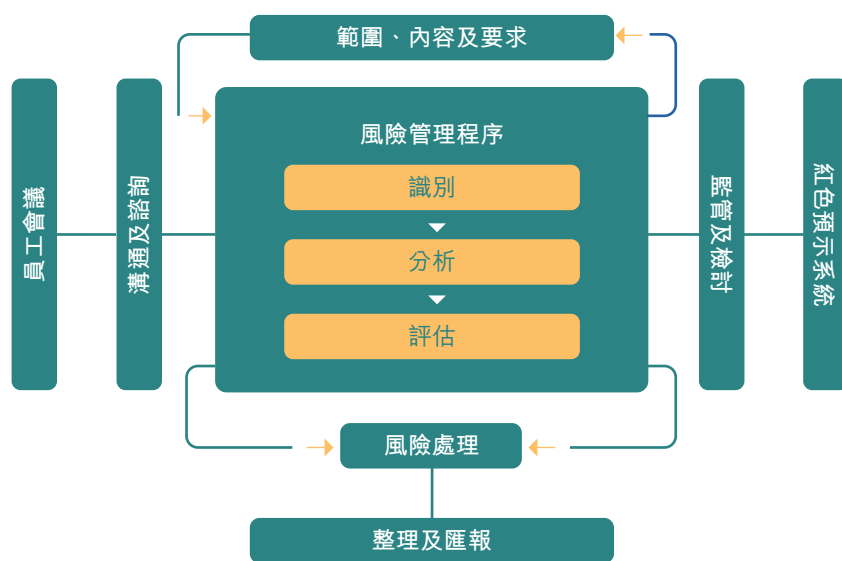 範圍、內容及要求
員工會議
溝通及諮詢
風險管理程序
識別
分析
評估
監管及檢討
紅色預示系統
風險處理
整理及匯報